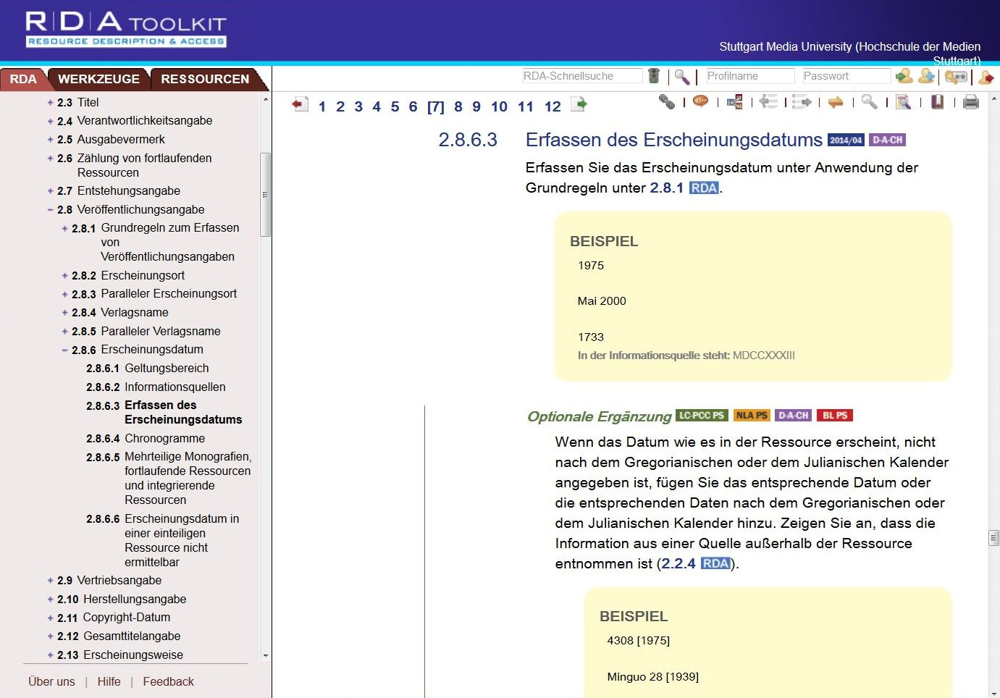 R|D|A TOOLKIT
RESOURCE DESCRIPTION & ACCESS
Stuttgart Media University (Hochschule der Medien
Stuttgart)
RDA WERKZEUGE RESSOURCEN
RDA-Schnellsuche Profilname Passwort
+ 2.3 Titel
+ 2.4 Verantwortlichkeitsangabe
+ 2.5 Ausgabevermerk
+ 2.6 Zählung von fortlaufenden
Ressourcen
+ 2.7 Entstehungsangabe
− 2.8 Veröffentlichungsangabe
+ 2.8.1 Grundregeln zum Erfassen
von
Veröffentlichungsangaben
+ 2.8.2 Erscheinungsort
+ 2.8.3 Paralleler Erscheinungsort
+ 2.8.4 Verlagsname
+ 2.8.5 Paralleler Verlagsname
− 2.8.6 Erscheinungsdatum
2.8.6.1 Geltungsbereich
2.8.6.2 Informationsquellen
2.8.6.3 Erfassen des
Erscheinungsdatums
2.8.6.4 Chronogramme
2.8.6.5 Mehrteilige Monografien,
fortlaufende Ressourcen
und integrierende
Ressourcen
2.8.6.6 Erscheinungsdatum in
einer einteiligen
Ressource nicht
ermittelbar
+ 2.9 Vertriebsangabe
+ 2.10 Herstellungsangabe
+ 2.11 Copyright-Datum
+ 2.12 Gesamttitelangabe
+ 2.13 Erscheinungsweise
Über uns | Hilfe | Feedback
1 2 3 4 5 6 [7] 8 9 10 11 12
2.8.6.3 Erfassen des Erscheinungsdatums 2014/04 D-A-CH
Erfassen Sie das Erscheinungsdatum unter Anwendung der
Grundregeln unter 2.8.1 RDA.
BEISPIEL
1975
Mai 2000
1733
In der Informationsquelle steht: MDCCXXXIII
Optionale Ergänzung LC-PCC PS NLA PS D-A-CH BL PS
Wenn das Datum wie es in der Ressource erscheint, nicht
nach dem Gregorianischen oder dem Julianischen Kalender
angegeben ist, fügen Sie das entsprechende Datum oder
die entsprechenden Daten nach dem Gregorianischen oder
dem Julianischen Kalender hinzu. Zeigen Sie an, dass die
Information aus einer Quelle außerhalb der Ressource
entnommen ist (2.2.4 RDA).
BEISPIEL
4308 [1975]
Minguo 28 [1939]